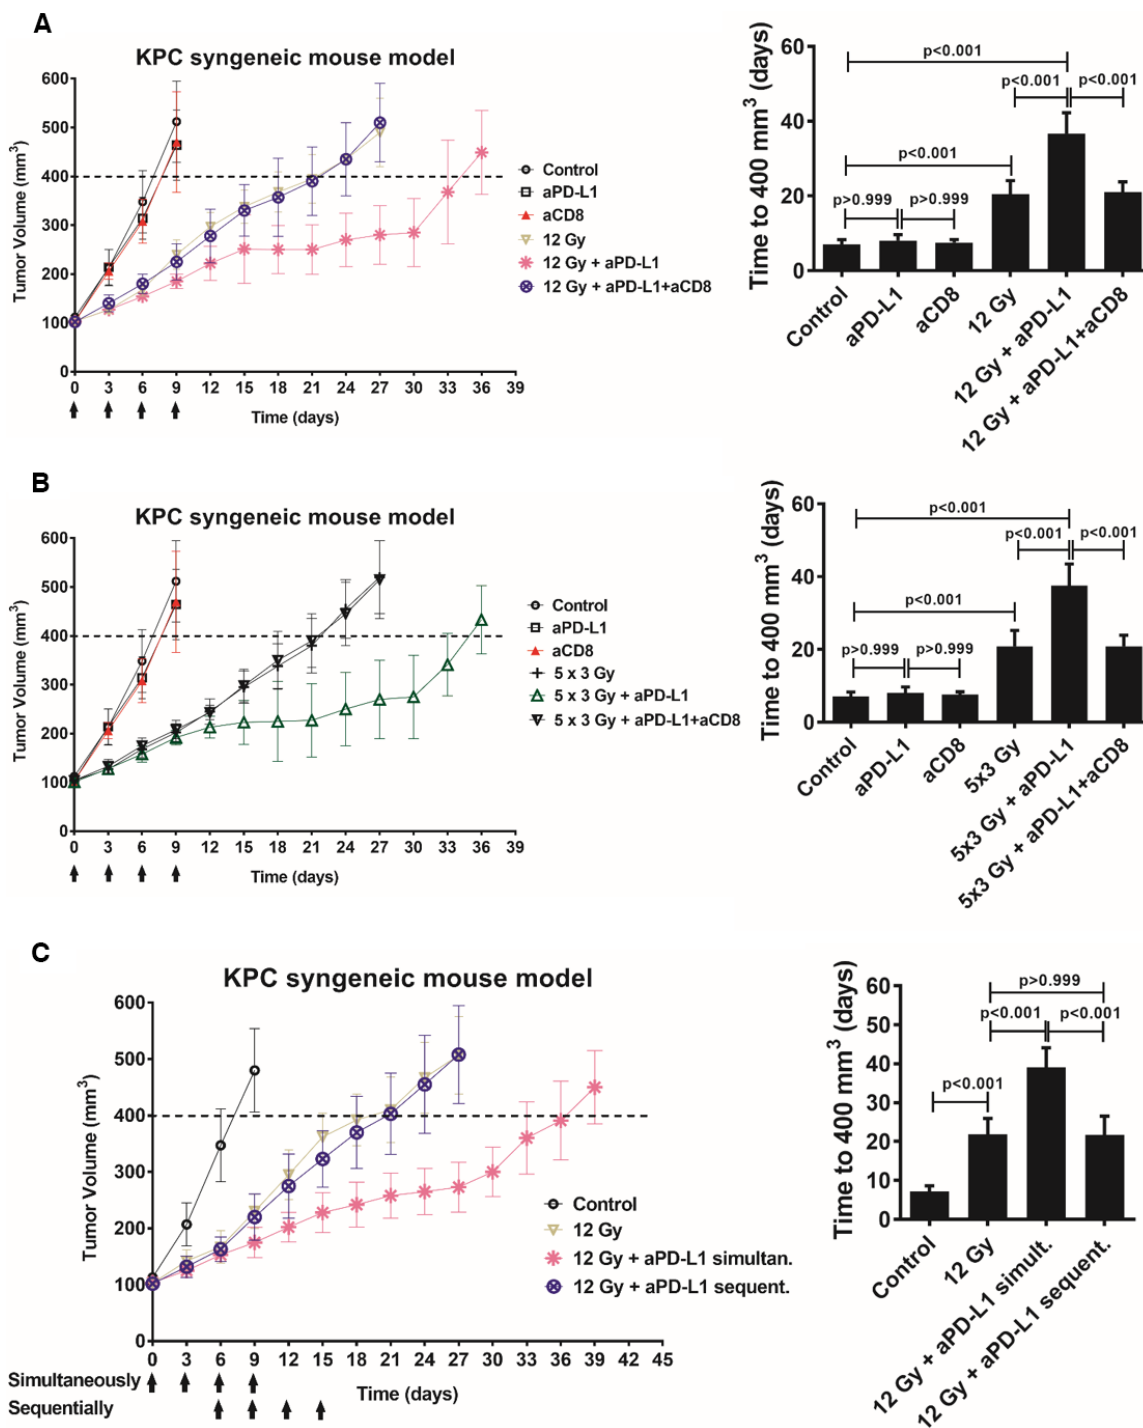 A
KPC syngeneic mouse model
Tumor Volume (mm³)
600
500
400
300
200
100
0
0 3 6 9 12 15 18 21 24 27 30 33 36 39
Time (days)
Control
aPD-L1
aCD8
12 Gy
12 Gy + aPD-L1
12 Gy + aPD-L1+aCD8
Time to 400 mm³ (days)
60
40
20
0
p<0.001
p<0.001 p<0.001
p<0.001
p>0.999 p>0.999
Control
aPD-L1
aCD8
12 Gy
12 Gy + aPD-L1
12 Gy + aPD-L1+aCD8
B
KPC syngeneic mouse model
Tumor Volume (mm³)
600
500
400
300
200
100
0
0 3 6 9 12 15 18 21 24 27 30 33 36 39
Time (days)
Control
aPD-L1
aCD8
5 x 3 Gy
5 x 3 Gy + aPD-L1
5 x 3 Gy + aPD-L1+aCD8
Time to 400 mm³ (days)
60
40
20
0
p<0.001
p<0.001 p<0.001
p<0.001
p>0.999 p>0.999
Control
aPD-L1
aCD8
5x3 Gy
5x3 Gy + aPD-L1
5x3 Gy + aPD-L1+aCD8
C
KPC syngeneic mouse model
Tumor Volume (mm³)
600
500
400
300
200
100
0
0 3 6 9 12 15 18 21 24 27 30 33 36 39 42 45
Simultaneously
Sequentially
Time (days)
Control
12 Gy
12 Gy + aPD-L1 simultan.
12 Gy + aPD-L1 sequent.
Time to 400 mm³ (days)
60
50
40
30
20
10
0
p>0.999
p<0.001 p<0.001
p<0.001
Control
12 Gy
12 Gy + aPD-L1 simult.
12 Gy + aPD-L1 sequent.